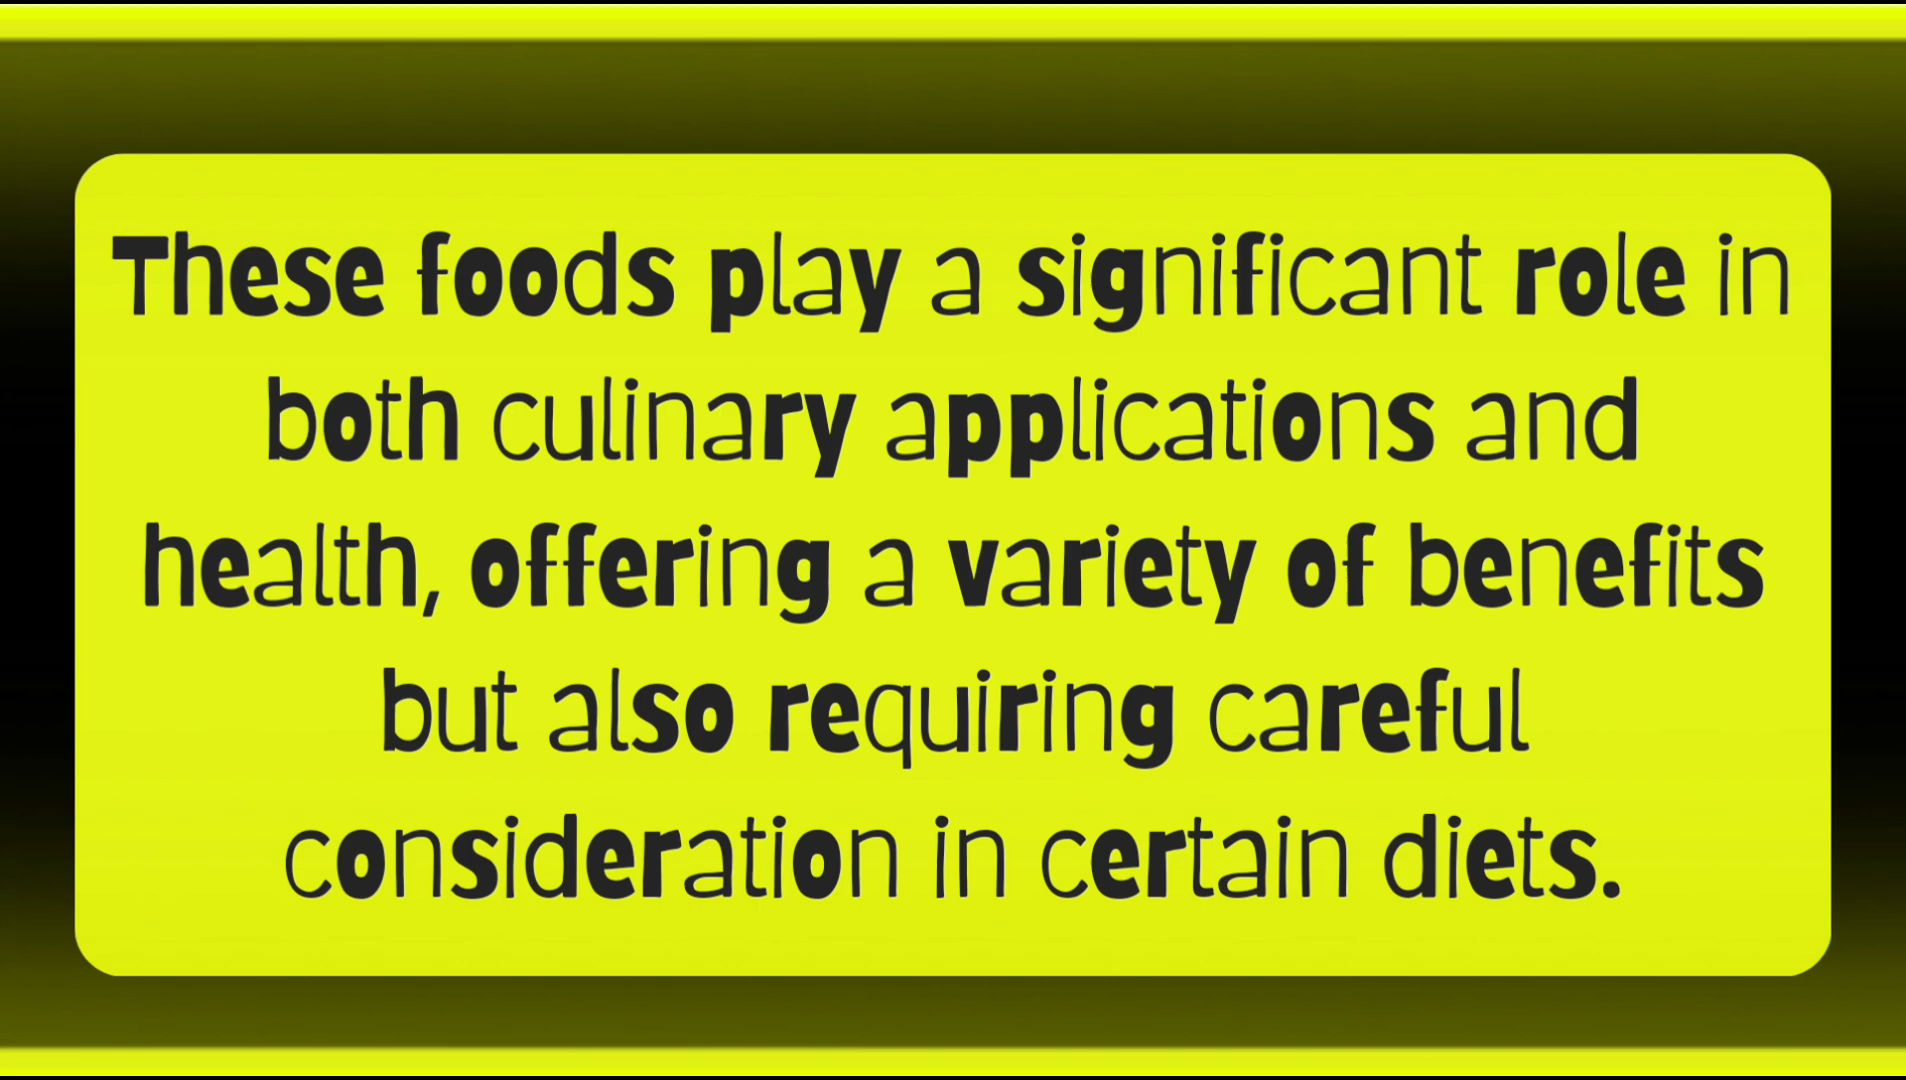 These foods play a significant role in
both culinary applications and
health, offering a variety of benefits
but also requiring careful
consideration in certain diets.